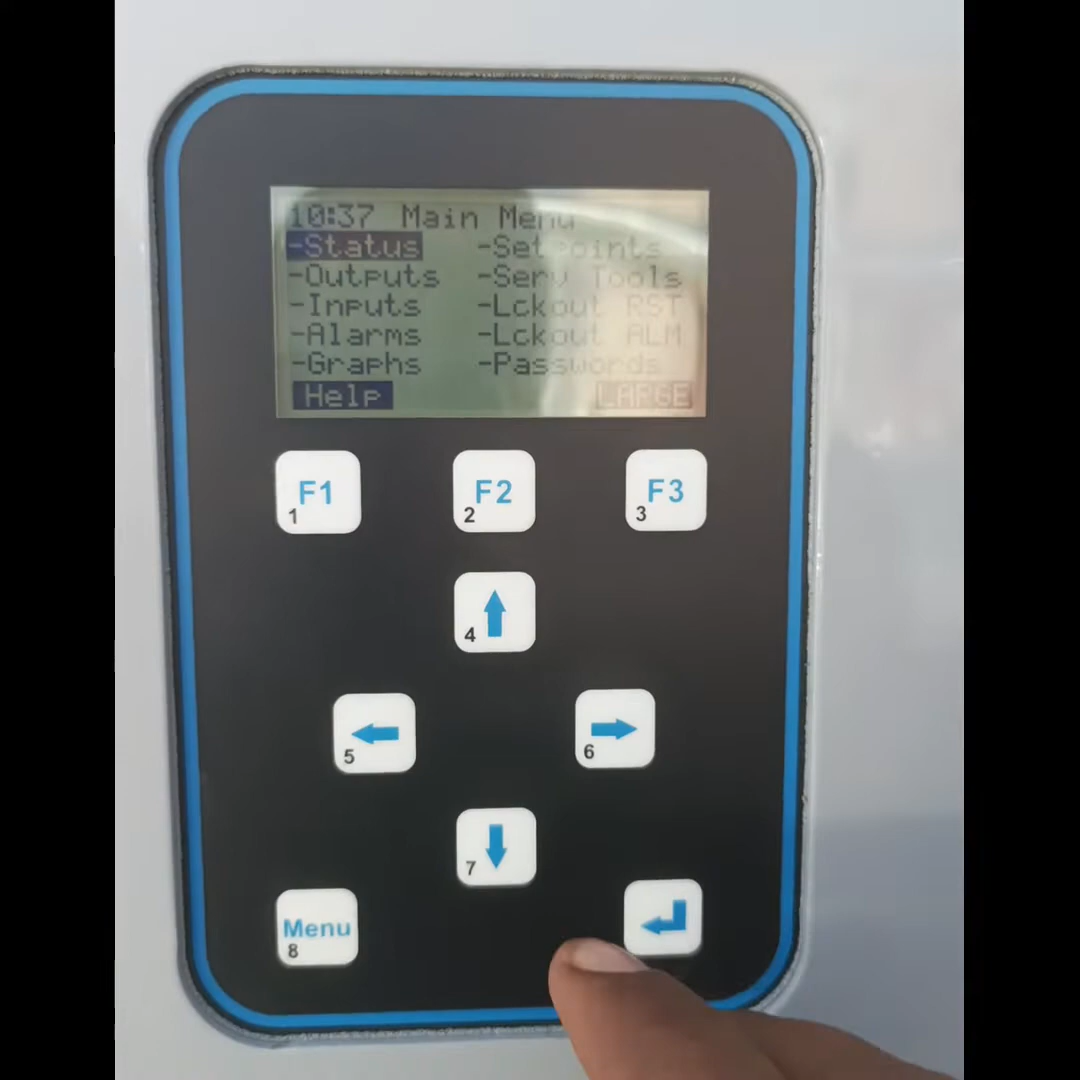 10:37 Main Menu
-Status -Setpoints
-Outputs -Serv Tools
-Inputs -Lckout RST
-Alarms -Lckout ALM
-Graphs -Passwords
Help LARGE
F1 F2 F3
1 2 3
4
5 6
7
Menu
8